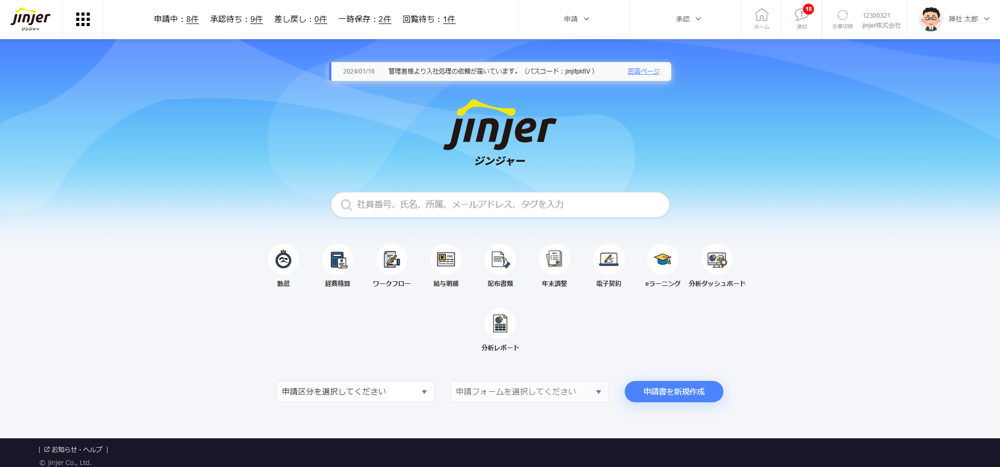 jinjer
ジンジャー
申請中：8件 承認待ち：9件 差し戻し：0件 一時保存：2件 回覧待ち：1件
申請
承認
ホーム
18
通知
企業切替
12300321
jinjer株式会社
神社 太郎
2024/01/16 管理者様より入社処理の依頼が届いています。（パスコード：jinjifpkfiV ） 回答ページ
jinjer
ジンジャー
社員番号、氏名、所属、メールアドレス、タグを入力
勤怠 経費精算 ワークフロー 給与明細 配布書類 年末調整 電子契約 eラーニング 分析ダッシュボード
分析レポート
申請区分を選択してください 申請フォームを選択してください 申請書を新規作成
| お知らせ・ヘルプ |
© jinjer Co., Ltd.